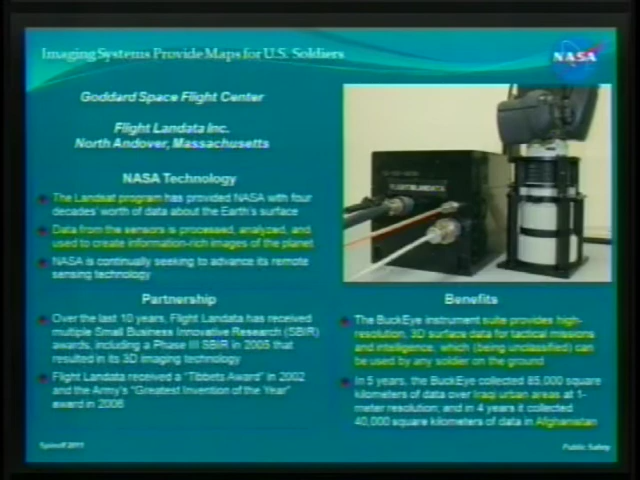 Imaging Systems Provide Maps for U.S. Soldiers
NASA
Goddard Space Flight Center
Flight Landata Inc.
North Andover, Massachusetts
NASA Technology
The Landsat program has provided NASA with four
decades' worth of data about the Earth's surface
Data from the sensors is processed, analyzed, and
used to create information-rich images of the planet
NASA is continually seeking to advance its remote
sensing technology
FLIGHT LANDATA
Partnership
Over the last 10 years, Flight Landata has received
multiple Small Business Innovative Research (SBIR)
awards, including a Phase III SBIR in 2005 that
resulted in its 3D imaging technology
Flight Landata received a "Tibbets Award" in 2002
and the Army's "Greatest Invention of the Year"
award in 2006
Benefits
The BuckEye instrument suite provides high-
resolution, 3D surface data for tactical missions
and intelligence, which (being unclassified) can
be used by any soldier on the ground
In 5 years, the BuckEye collected 85,000 square
kilometers of data over Iraqi urban areas at 1-
meter resolution; and in 4 years it collected
40,000 square kilometers of data in Afghanistan
Spinoff 2011
Public Safety